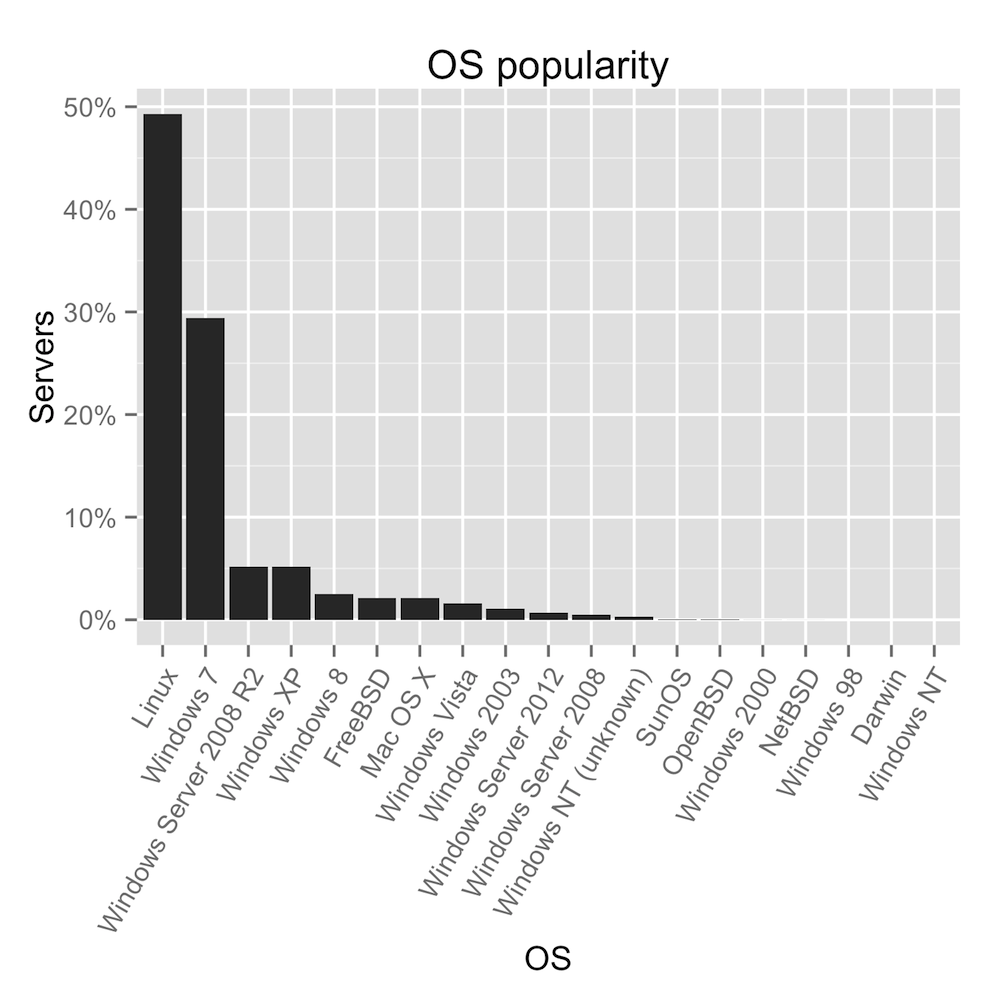 OS popularity
50%
40%
30%
20%
10%
0%
Servers
Linux
Windows 7
Windows Server 2008 R2
Windows XP
Windows 8
FreeBSD
Mac OS X
Windows Vista
Windows 2003
Windows Server 2012
Windows Server 2008
Windows NT (unknown)
SunOS
OpenBSD
Windows 2000
NetBSD
Windows 98
Darwin
Windows NT
OS